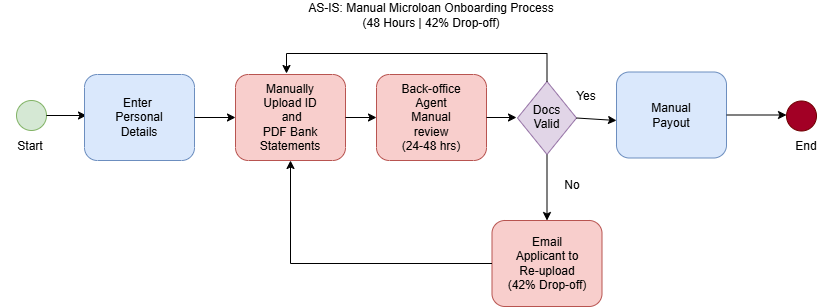 AS-IS: Manual Microloan Onboarding Process
(48 Hours | 42% Drop-off)
Start
Enter
Personal
Details
Manually
Upload ID
and
PDF Bank
Statements
Back-office
Agent
Manual
review
(24-48 hrs)
Docs
Valid
Yes
Manual
Payout
End
No
Email
Applicant to
Re-upload
(42% Drop-off)